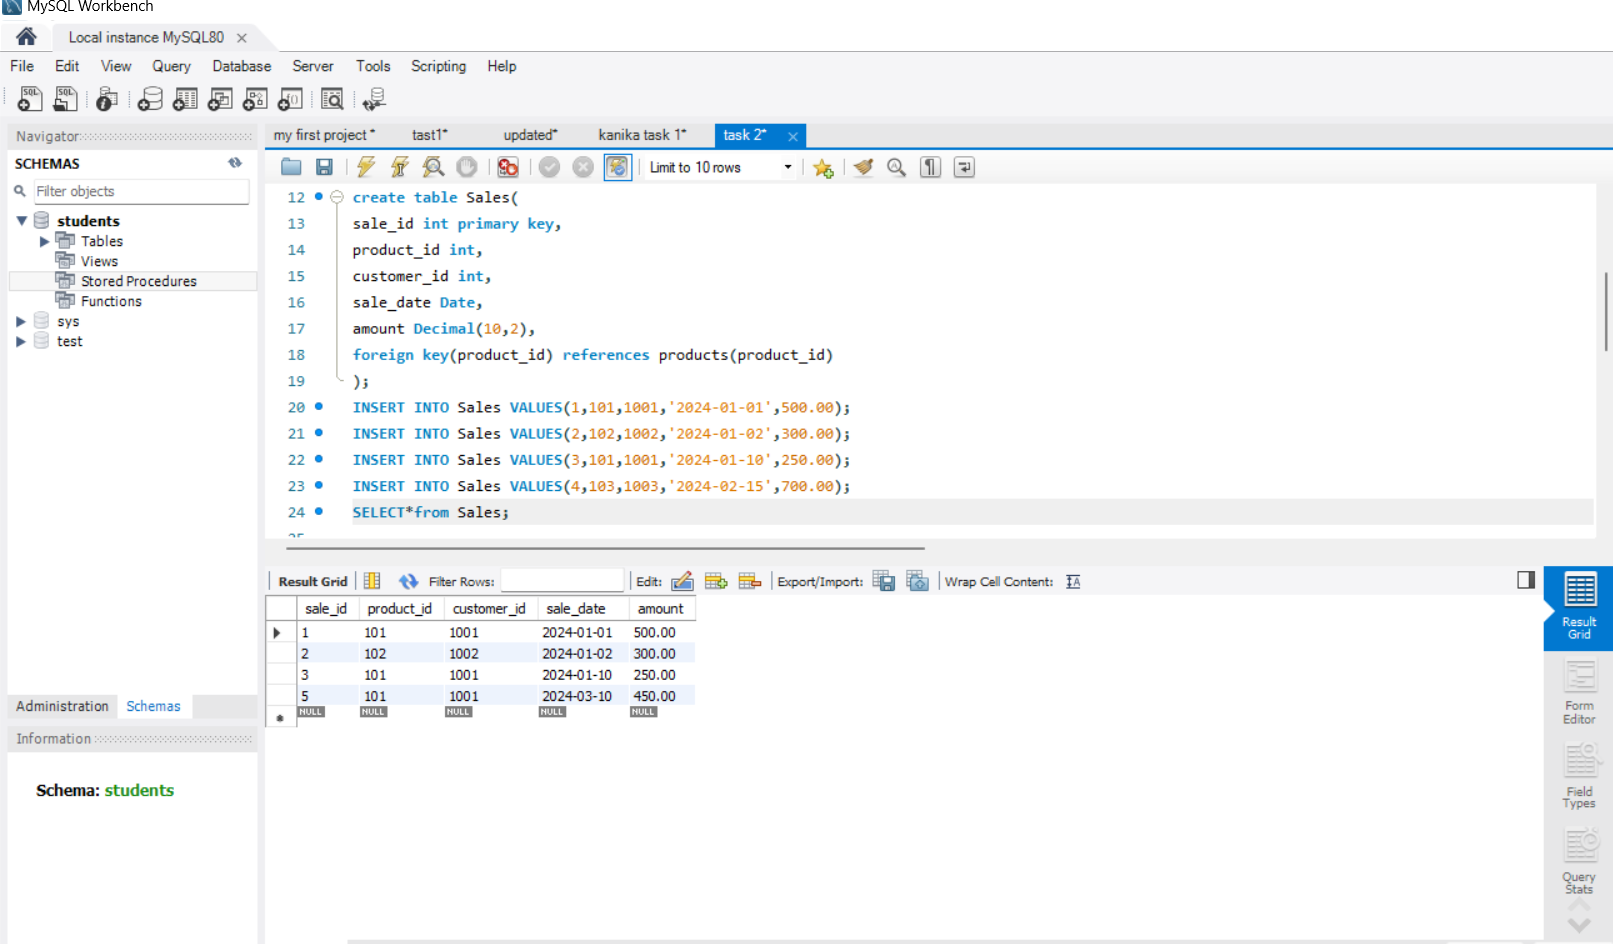 MySQL Workbench
Local instance MySQL80
File Edit View Query Database Server Tools Scripting Help
Navigator
SCHEMAS
Filter objects
students
Tables
Views
Stored Procedures
Functions
sys
test
Administration Schemas
Information
Schema: students
my first project * tast1* updated* kanika task 1* task 2*
Limit to 10 rows
12 create table Sales(
13 sale_id int primary key,
14 product_id int,
15 customer_id int,
16 sale_date Date,
17 amount Decimal(10,2),
18 foreign key(product_id) references products(product_id)
19 );
20 INSERT INTO Sales VALUES(1,101,1001,'2024-01-01',500.00);
21 INSERT INTO Sales VALUES(2,102,1002,'2024-01-02',300.00);
22 INSERT INTO Sales VALUES(3,101,1001,'2024-01-10',250.00);
23 INSERT INTO Sales VALUES(4,103,1003,'2024-02-15',700.00);
24 SELECT*from Sales;
Result Grid Filter Rows: Edit: Export/Import: Wrap Cell Content:
sale_id product_id customer_id sale_date amount
1 101 1001 2024-01-01 500.00
2 102 1002 2024-01-02 300.00
3 101 1001 2024-01-10 250.00
5 101 1001 2024-03-10 450.00
NULL NULL NULL NULL NULL
Result
Grid
Form
Editor
Field
Types
Query
Stats